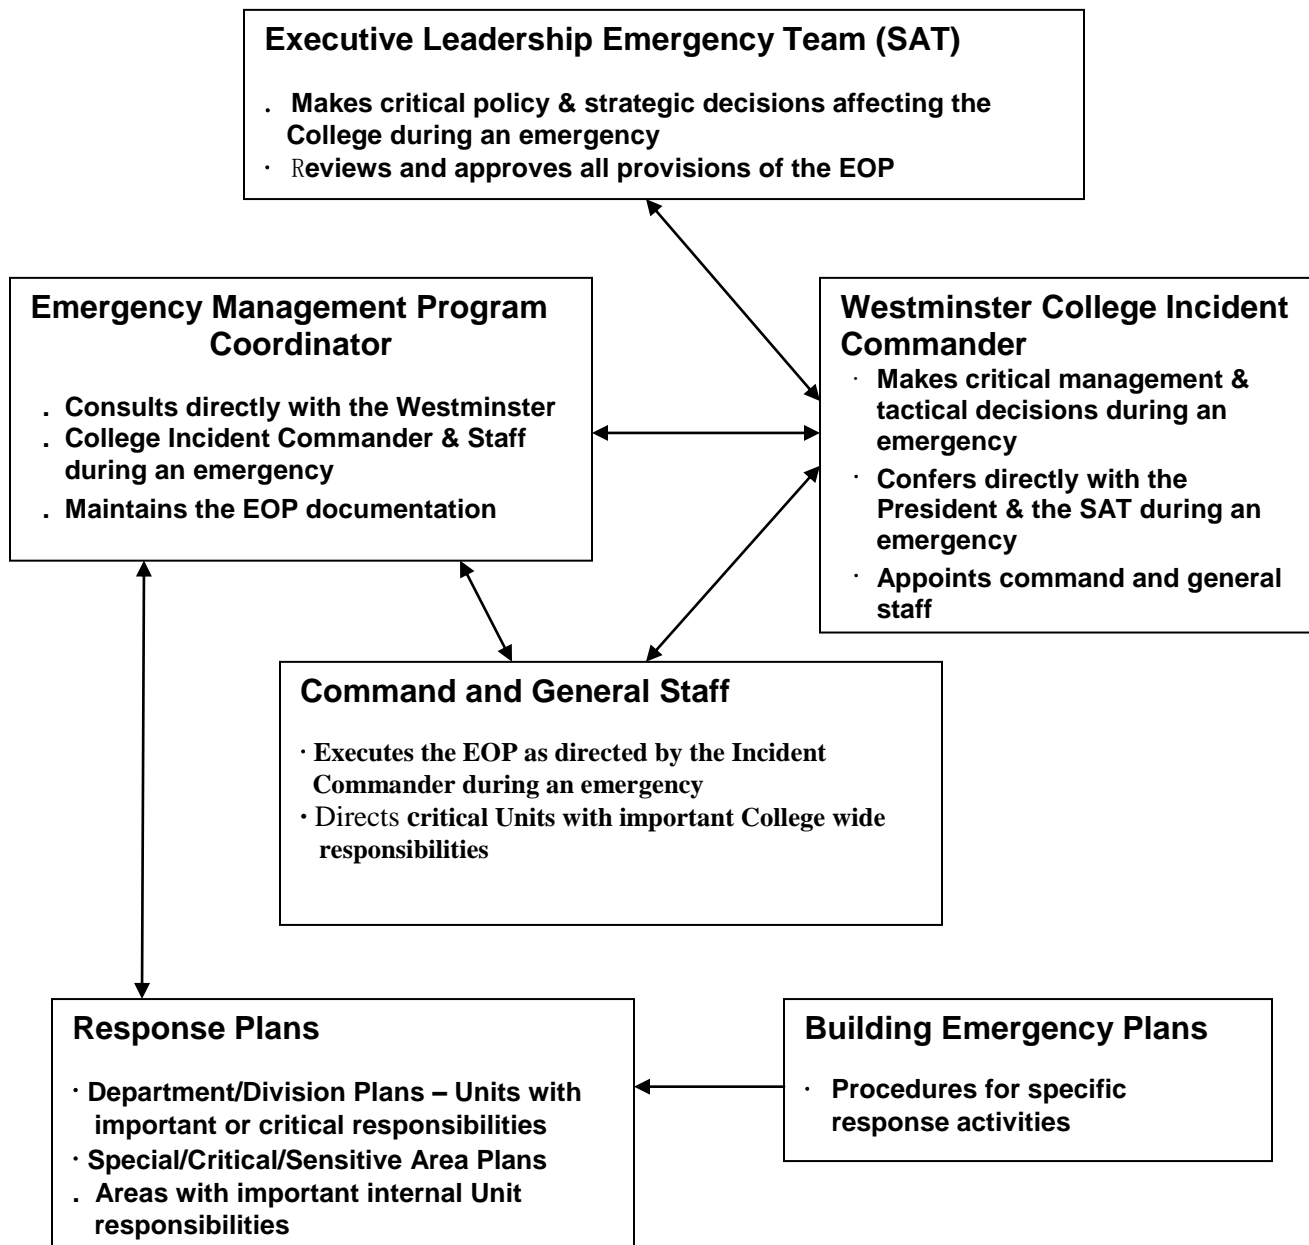 Executive Leadership Emergency Team (SAT)
. Makes critical policy & strategic decisions affecting the
College during an emergency
· Reviews and approves all provisions of the EOP
Emergency Management Program
Coordinator
. Consults directly with the Westminster
. College Incident Commander & Staff
during an emergency
. Maintains the EOP documentation
Westminster College Incident
Commander
· Makes critical management &
tactical decisions during an
emergency
· Confers directly with the
President & the SAT during an
emergency
· Appoints command and general
staff
Command and General Staff
· Executes the EOP as directed by the Incident
Commander during an emergency
· Directs critical Units with important College wide
responsibilities
Response Plans
· Department/Division Plans – Units with
important or critical responsibilities
· Special/Critical/Sensitive Area Plans
. Areas with important internal Unit
responsibilities
Building Emergency Plans
· Procedures for specific
response activities